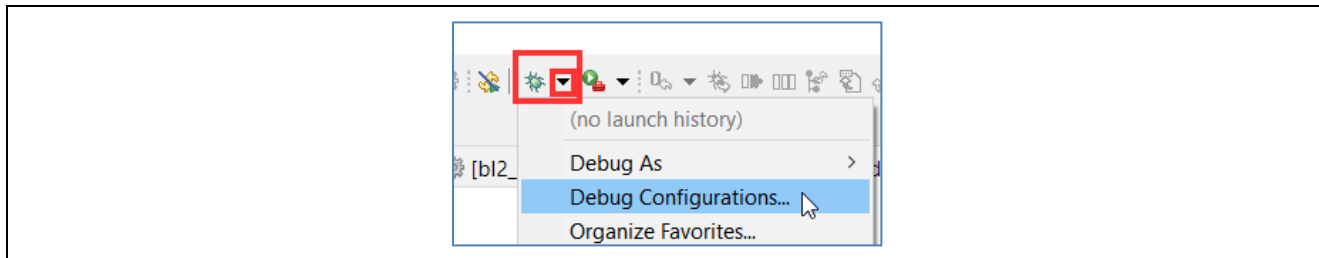 (no launch history)
[bl2_
Debug As
Debug Configurations...
Organize Favorites...